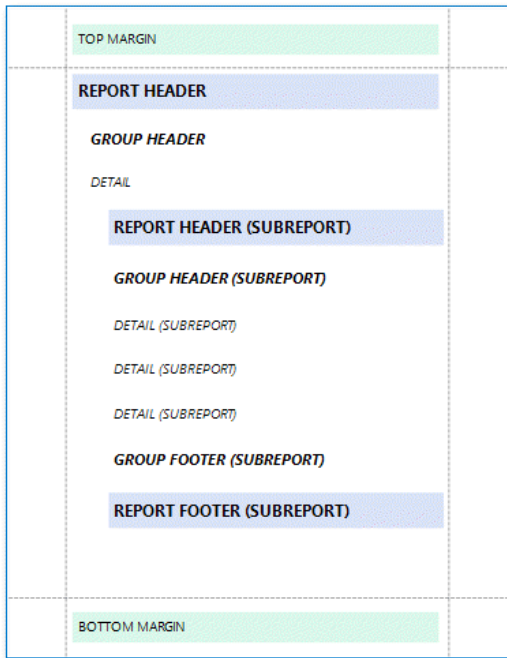 TOP MARGIN
REPORT HEADER
GROUP HEADER
DETAIL
REPORT HEADER (SUBREPORT)
GROUP HEADER (SUBREPORT)
DETAIL (SUBREPORT)
DETAIL (SUBREPORT)
DETAIL (SUBREPORT)
GROUP FOOTER (SUBREPORT)
REPORT FOOTER (SUBREPORT)
BOTTOM MARGIN